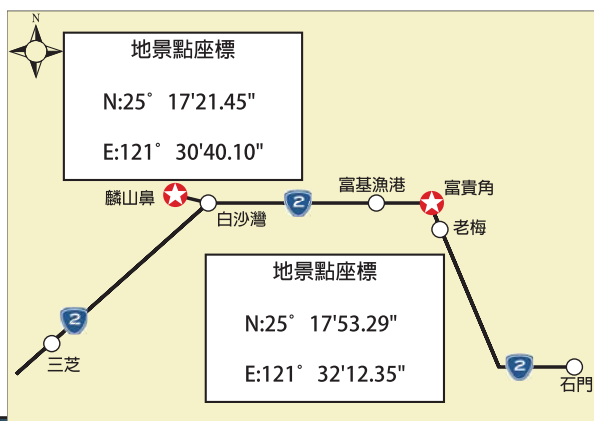 N
地景點座標
N:25° 17'21.45"
E:121° 30'40.10"
麟山鼻
白沙灣
2
富基漁港
富貴角
老梅
地景點座標
N:25° 17'53.29"
E:121° 32'12.35"
2
三芝
2
石門